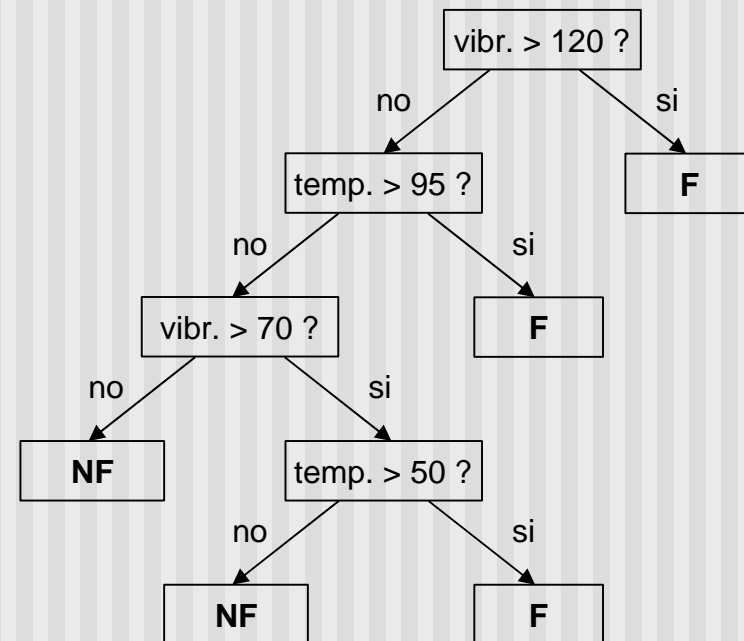 vibr. > 120 ?
no
si
temp. > 95 ?
F
no
si
vibr. > 70 ?
F
no
si
NF
temp. > 50 ?
no
si
NF
F